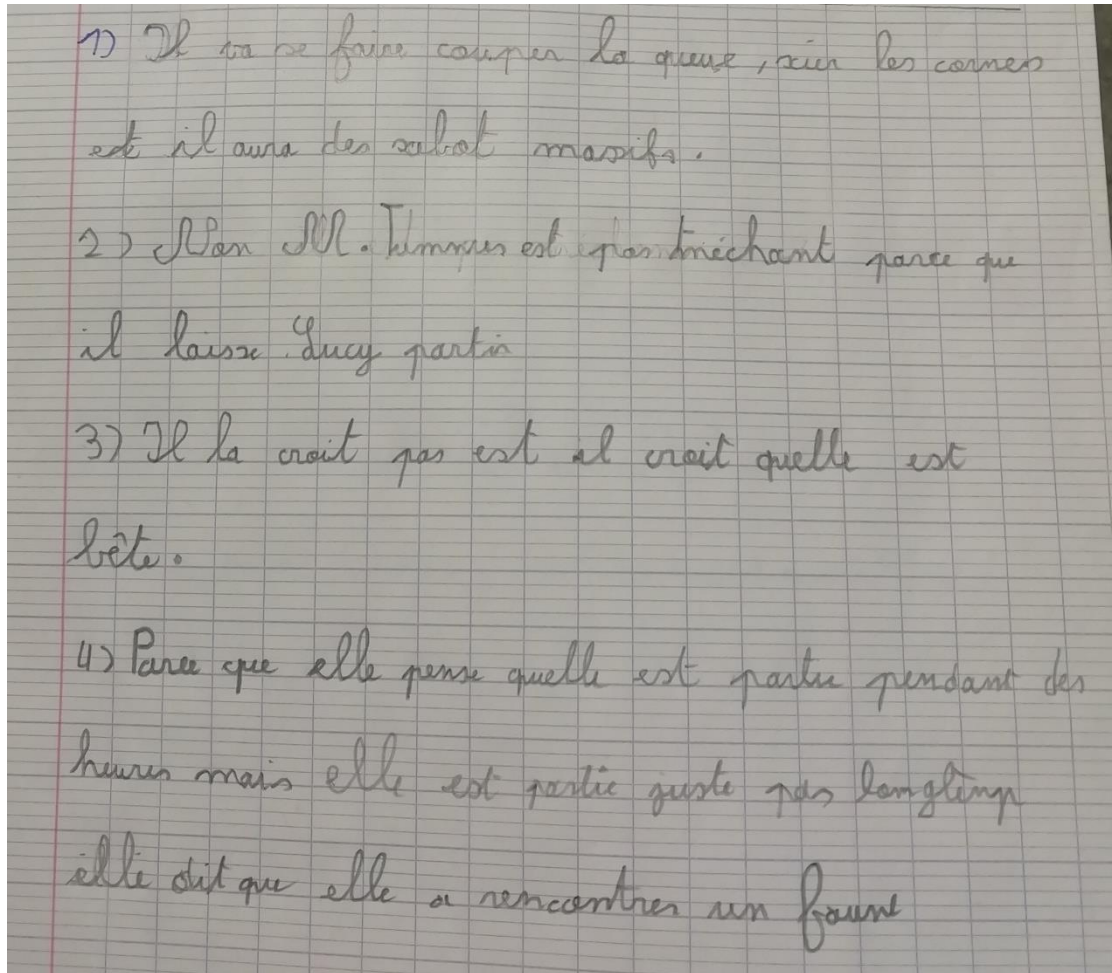 1) Il va se faire couper la queue, scier les cornes
est il aura des sabot massifs.
2) Non M. Tumnus est pas méchant parce que
il laisse Lucy partir
3) Il la croit pas est il croit quelle est
bête.
4) Parce que elle pense quelle est partie pendant des
heures mais elle est partie juste pas longtemp
elle dit que elle a rencontrer un faune